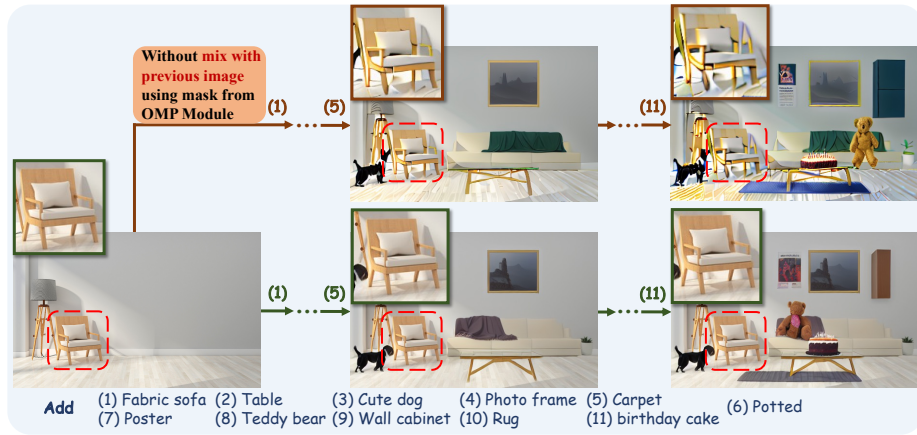 Without mix with
previous image
using mask from
OMP Module
(1)
(5)
(11)
(1)
(5)
(11)
Add
(1) Fabric sofa (2) Table (3) Cute dog (4) Photo frame (5) Carpet (6) Potted
(7) Poster (8) Teddy bear (9) Wall cabinet (10) Rug (11) birthday cake